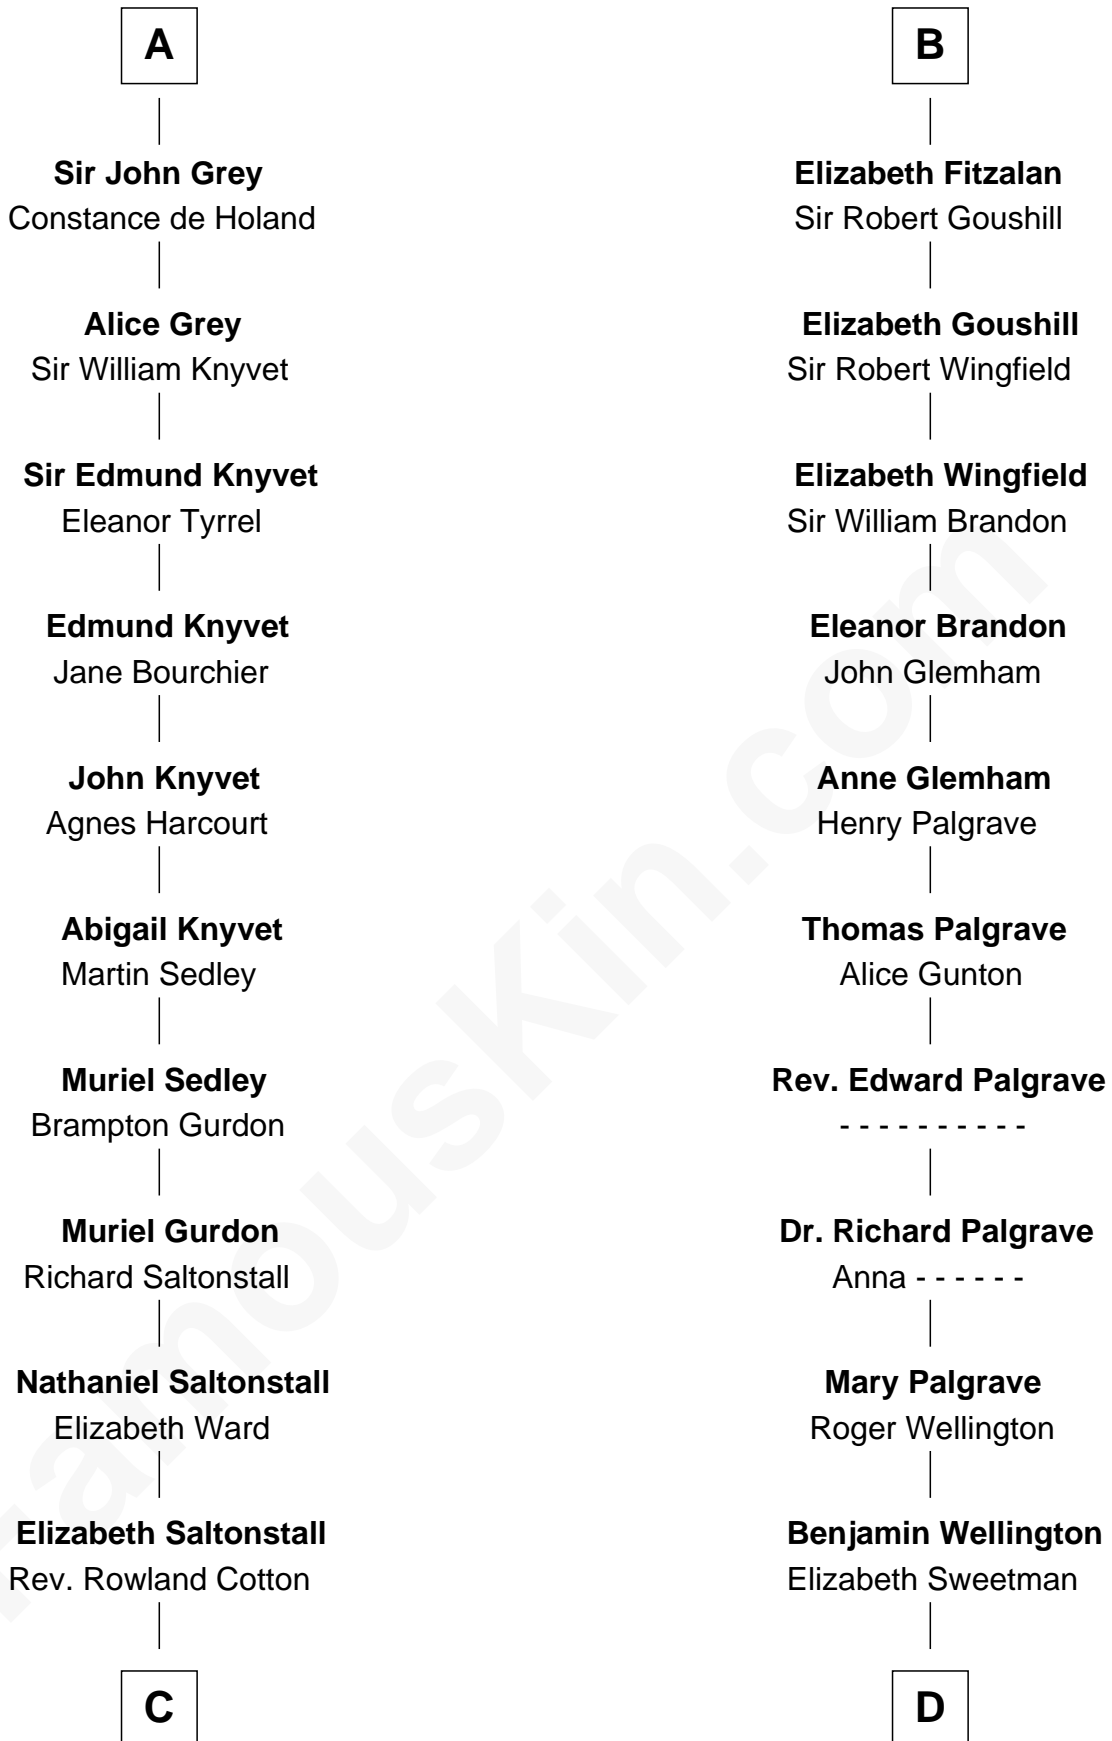 A
Sir John Grey
Constance de Holand
Alice Grey
Sir William Knyvet
Sir Edmund Knyvet
Eleanor Tyrrel
Edmund Knyvet
Jane Bourchier
John Knyvet
Agnes Harcourt
Abigail Knyvet
Martin Sedley
Muriel Sedley
Brampton Gurdon
Muriel Gurdon
Richard Saltonstall
Nathaniel Saltonstall
Elizabeth Ward
Elizabeth Saltonstall
Rev. Rowland Cotton
C
B
Elizabeth Fitzalan
Sir Robert Goushill
Elizabeth Goushill
Sir Robert Wingfield
Elizabeth Wingfield
Sir William Brandon
Eleanor Brandon
John Glemham
Anne Glemham
Henry Palgrave
Thomas Palgrave
Alice Gunton
Rev. Edward Palgrave
- - - - - - - - - -
Dr. Richard Palgrave
Anna - - - - - -
Mary Palgrave
Roger Wellington
Benjamin Wellington
Elizabeth Sweetman
D
FamousKin.com